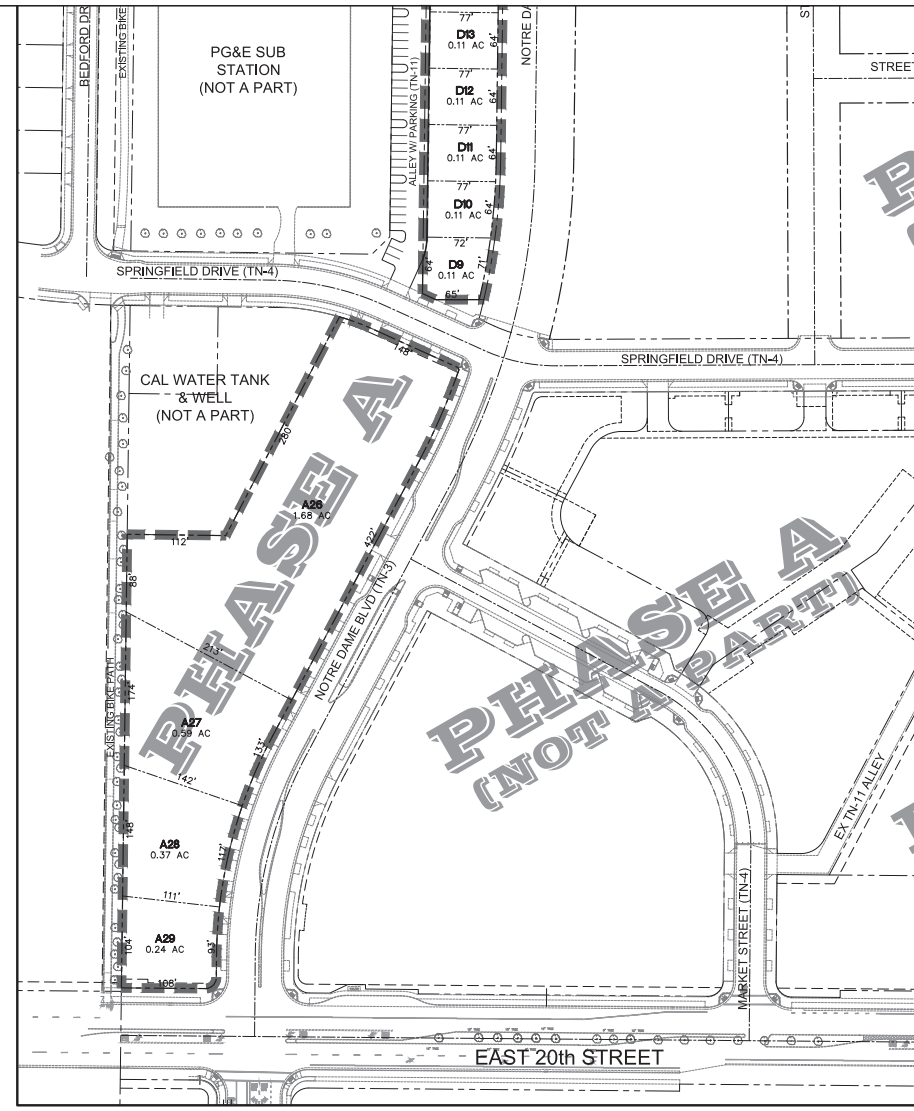 BEDFORD DR
EXISTING BIKE
PG&E SUB
STATION
(NOT A PART)
ALLEY W/ PARKING (TN-11)
77'
D13
0.11 AC
64'
77'
D12
0.11 AC
64'
77'
D11
0.11 AC
64'
77'
D10
0.11 AC
64'
72'
D9
0.11 AC
64'
71'
65'
NOTRE DA
ST
STREET
SPRINGFIELD DRIVE (TN-4)
SPRINGFIELD DRIVE (TN-4)
CAL WATER TANK
& WELL
(NOT A PART)
280'
112'
PHASE A
A26
1.68 AC
422'
88'
213'
NOTRE DAME BLVD (TN-3)
EXISTING BIKE PATH
174'
A27
0.59 AC
133'
142'
148'
A28
0.37 AC
117'
111'
A29
0.24 AC
104'
93'
PHASE A
(NOT A PART)
EX TN-11 ALLEY
MARKET STREET (TN-4)
EAST 20th STREET